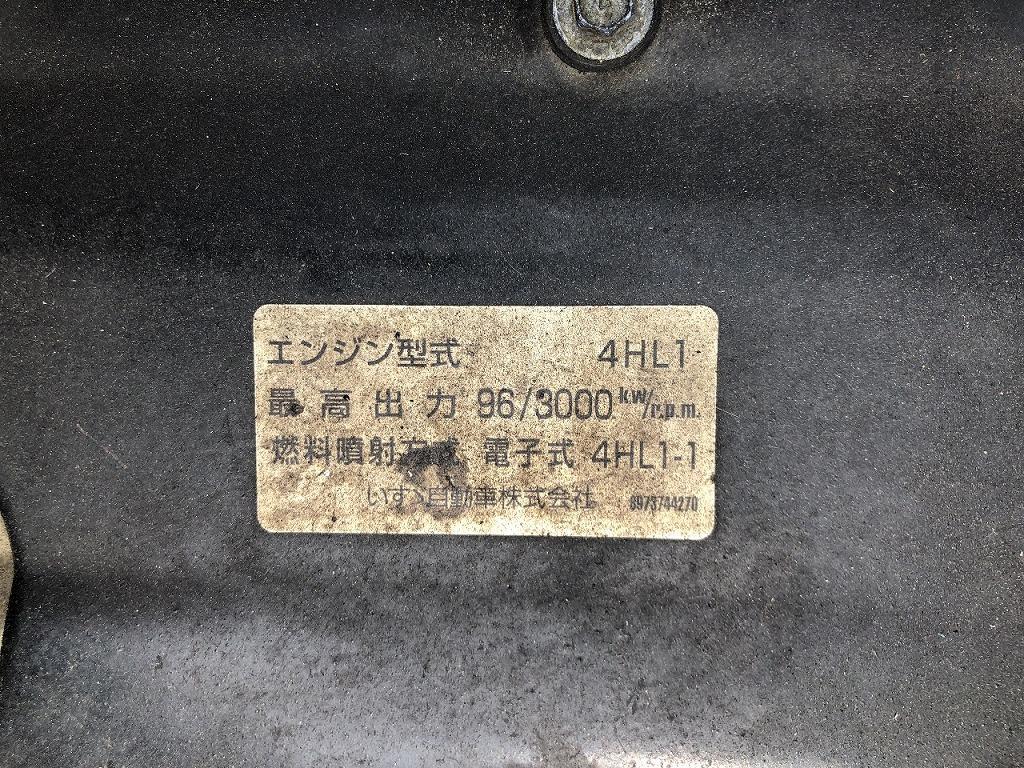 エンジン型式 4HL1
最高出力 96/3000 kw/r.p.m.
燃料噴射方式 電子式 4HL1-1
いすゞ自動車株式会社 8973744270